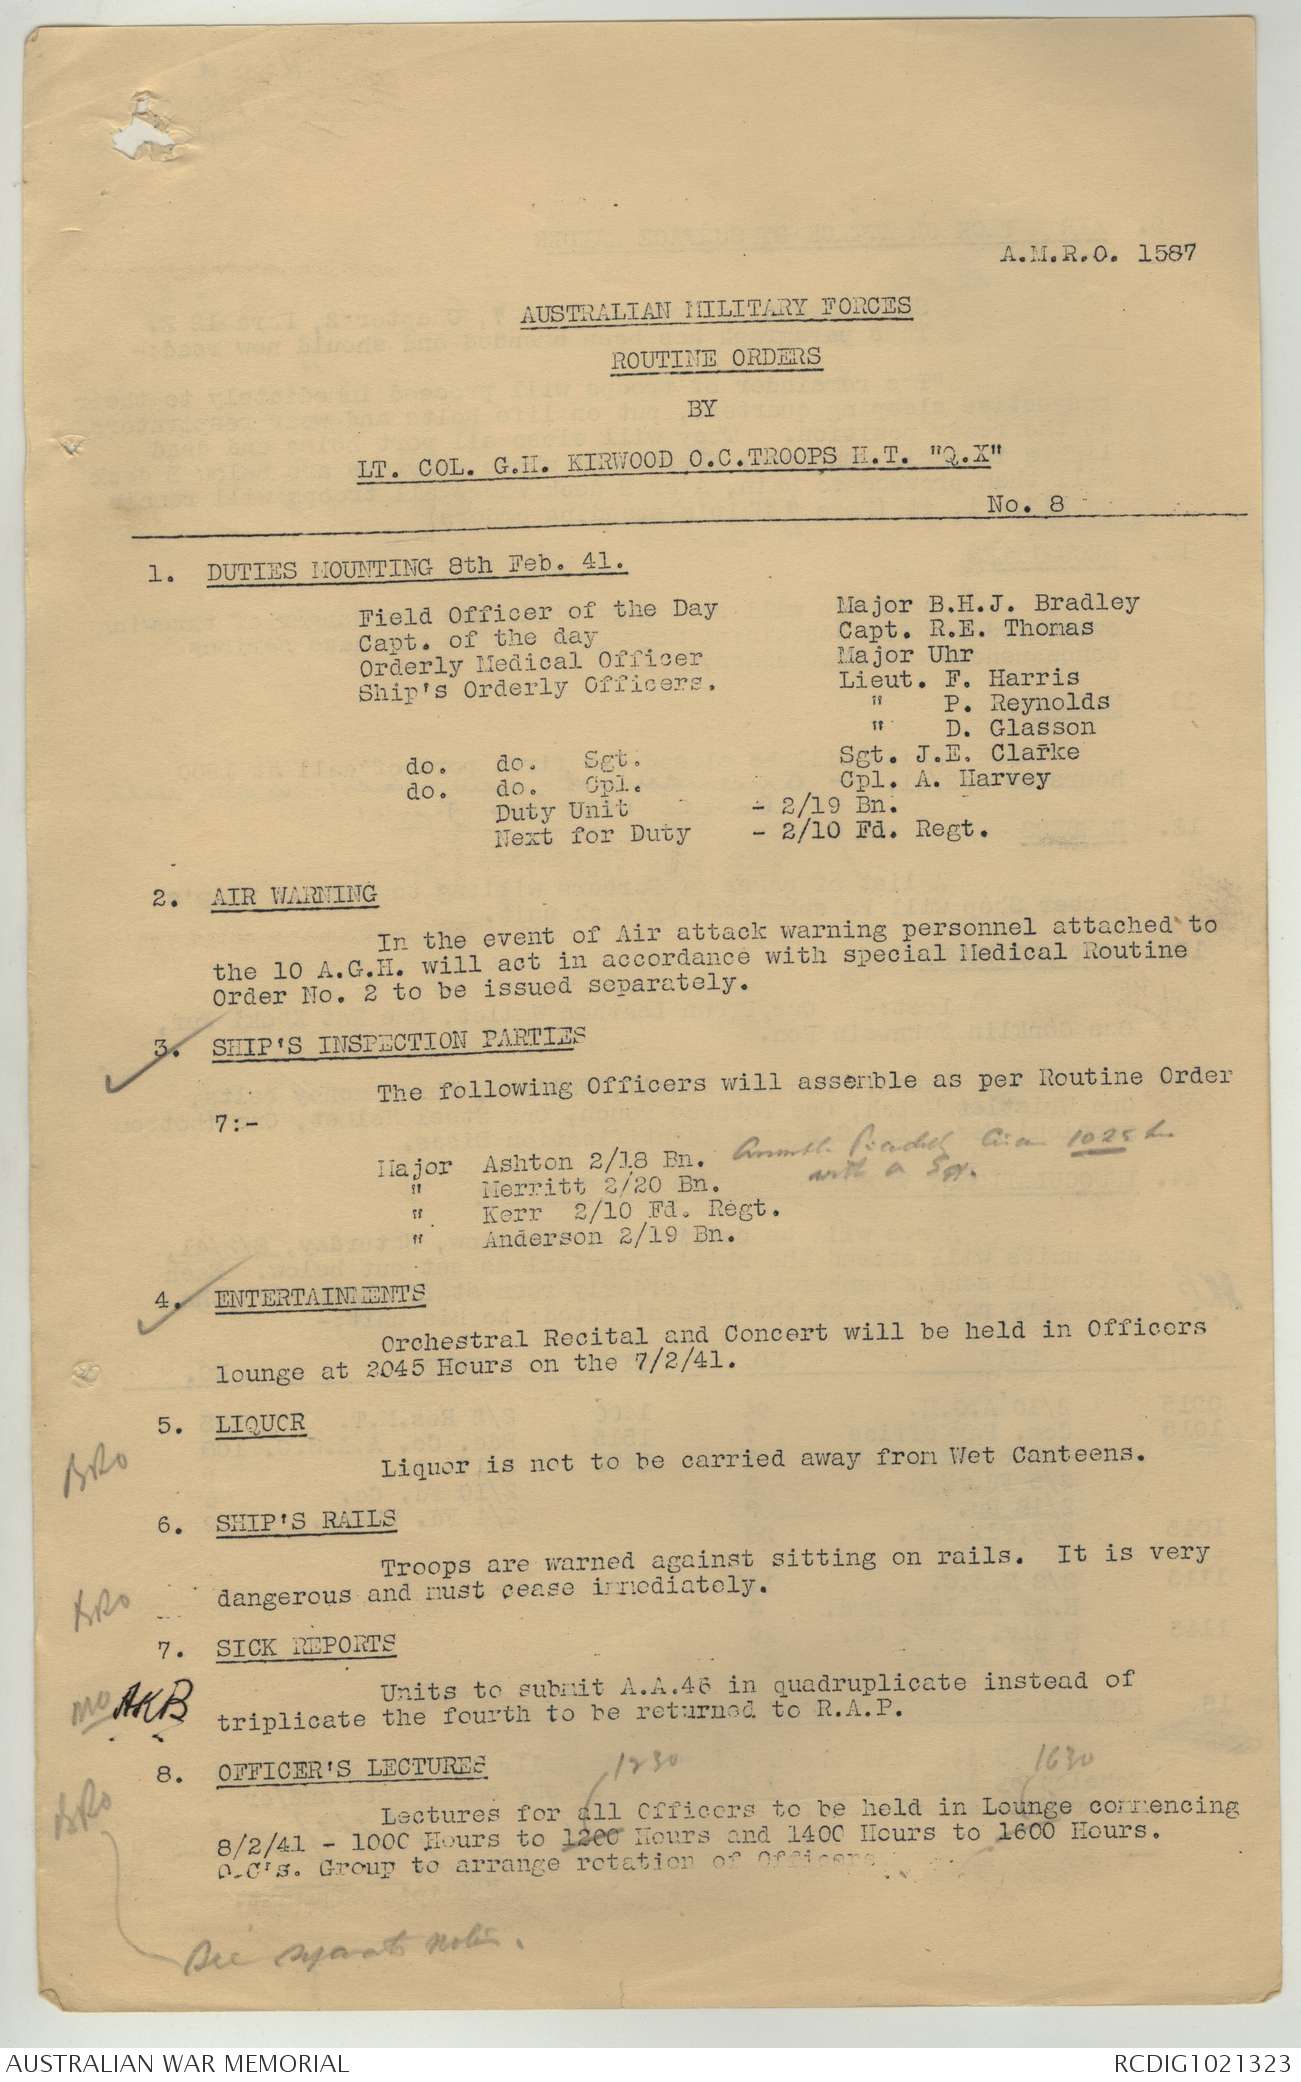 A.M.R.O. 1587
AUSTRALIAN MILITARY FORCES
ROUTINE ORDERS
BY
LT. COL. G.H. KIRWOOD O.C.TROOPS H.T. "Q.X"
No. 8
1. DUTIES MOUNTING 8th Feb. 41.
Field Officer of the Day Major B.H.J. Bradley
Capt. of the day Capt. R.E. Thomas
Orderly Medical Officer Major Uhr
Ship's Orderly Officers. Lieut. F. Harris
" P. Reynolds
" D. Glasson
do. do. Sgt. Sgt. J.E. Clarke
do. do. Cpl. Cpl. A. Harvey
Duty Unit - 2/19 Bn.
Next for Duty - 2/10 Fd. Regt.
2. AIR WARNING
In the event of Air attack warning personnel attached to
the 10 A.G.H. will act in accordance with special Medical Routine
Order No. 2 to be issued separately.
3. SHIP'S INSPECTION PARTIES
The following Officers will assemble as per Routine Order
7:-
Major Ashton 2/18 Bn. 1025
with a Sgt.
" Merritt 2/20 Bn.
" Kerr 2/10 Fd. Regt.
" Anderson 2/19 Bn.
4. ENTERTAINMENTS
Orchestral Recital and Concert will be held in Officers
lounge at 2045 Hours on the 7/2/41.
5. LIQUOR
BRO
Liquor is not to be carried away from Wet Canteens.
6. SHIP'S RAILS
Troops are warned against sitting on rails. It is very
dangerous and must cease immediately.
BRO
7. SICK REPORTS
Units to submit A.A.46 in quadruplicate instead of
triplicate the fourth to be returned to R.A.P.
MO AKB
8. OFFICER'S LECTURES 1230 1630
BRO
Lectures for all Officers to be held in Lounge commencing
8/2/41 - 1000 Hours to 1200 Hours and 1400 Hours to 1600 Hours.
O.C's. Group to arrange rotation of Officers
See separate notice.
AUSTRALIAN WAR MEMORIAL RCDIG1021323